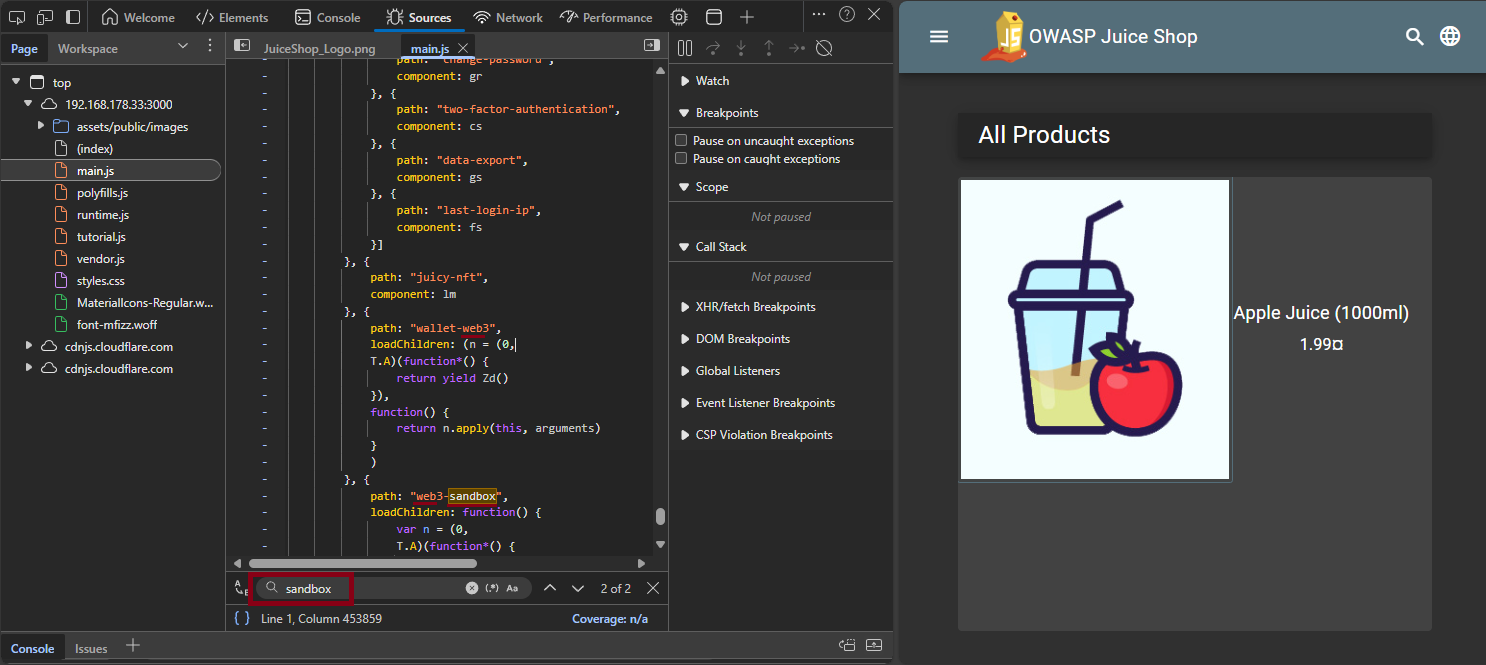 Welcome
Elements
Console
Sources
Network
Performance
Page
Workspace
top
192.168.178.33:3000
assets/public/images
(index)
main.js
polyfills.js
runtime.js
tutorial.js
vendor.js
styles.css
MaterialIcons-Regular.w...
font-mfizz.woff
cdnjs.cloudflare.com
cdnjs.cloudflare.com
JuiceShop_Logo.png
main.js
path: "change-password",
component: gr
}, {
path: "two-factor-authentication",
component: cs
}, {
path: "data-export",
component: gs
}, {
path: "last-login-ip",
component: fs
}]
}, {
path: "juicy-nft",
component: lm
}, {
path: "wallet-web3",
loadChildren: (n = (0,
T.A)(function*() {
return yield Zd()
}),
function() {
return n.apply(this, arguments)
}
)
}, {
path: "web3-sandbox",
loadChildren: function() {
var n = (0,
T.A)(function*() {
sandbox
(.*)
Aa
2 of 2
{ } Line 1, Column 453859
Coverage: n/a
Watch
Breakpoints
Pause on uncaught exceptions
Pause on caught exceptions
Scope
Not paused
Call Stack
Not paused
XHR/fetch Breakpoints
DOM Breakpoints
Global Listeners
Event Listener Breakpoints
CSP Violation Breakpoints
Console
Issues
JS
OWASP Juice Shop
All Products
Apple Juice (1000ml)
1.99¤